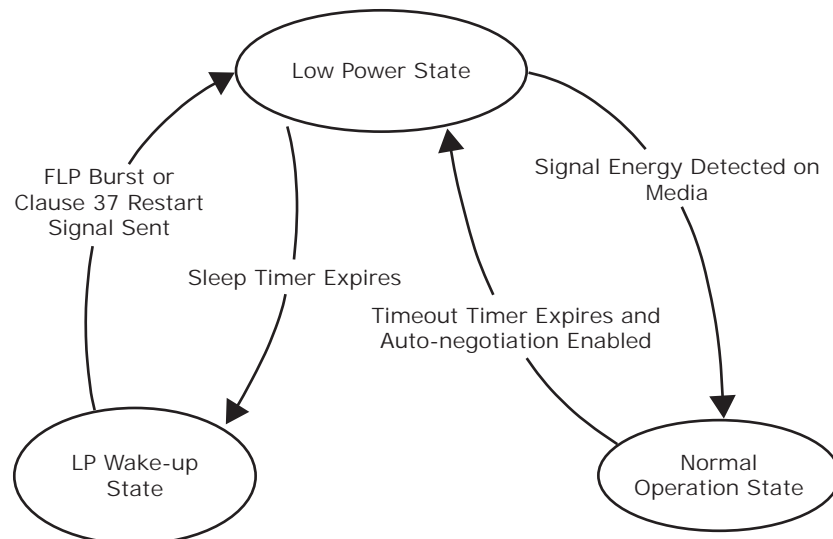 Low Power State
FLP Burst or
Clause 37 Restart
Signal Sent
Signal Energy Detected on
Media
Sleep Timer Expires
Timeout Timer Expires and
Auto-negotiation Enabled
LP Wake-up
State
Normal
Operation State